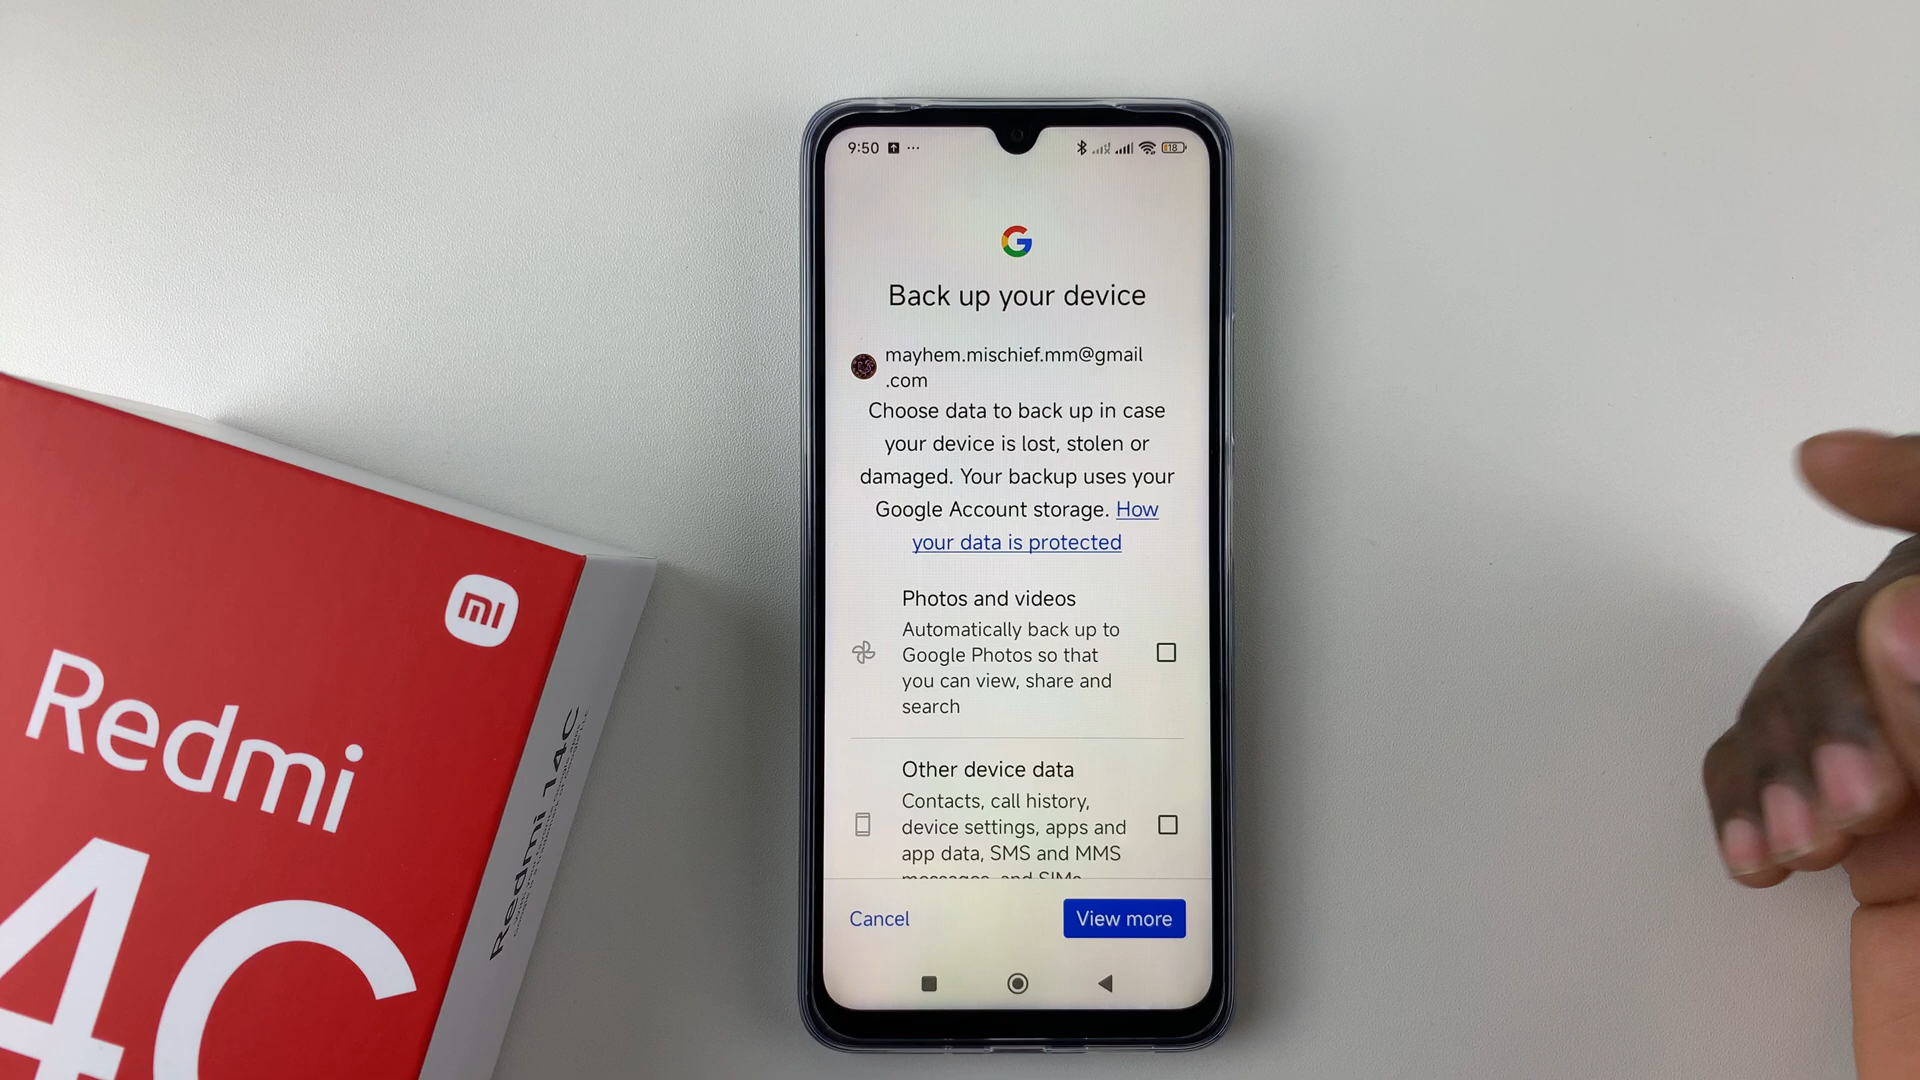 9:50
18
Back up your device
mayhem.mischief.mm@gmail
.com
Choose data to back up in case
your device is lost, stolen or
damaged. Your backup uses your
Google Account storage. How
your data is protected
Photos and videos
Automatically back up to
Google Photos so that
you can view, share and
search
Other device data
Contacts, call history,
device settings, apps and
app data, SMS and MMS
messages, and SIMs
Cancel
View more
mi
Redmi
4C
Redmi 14C